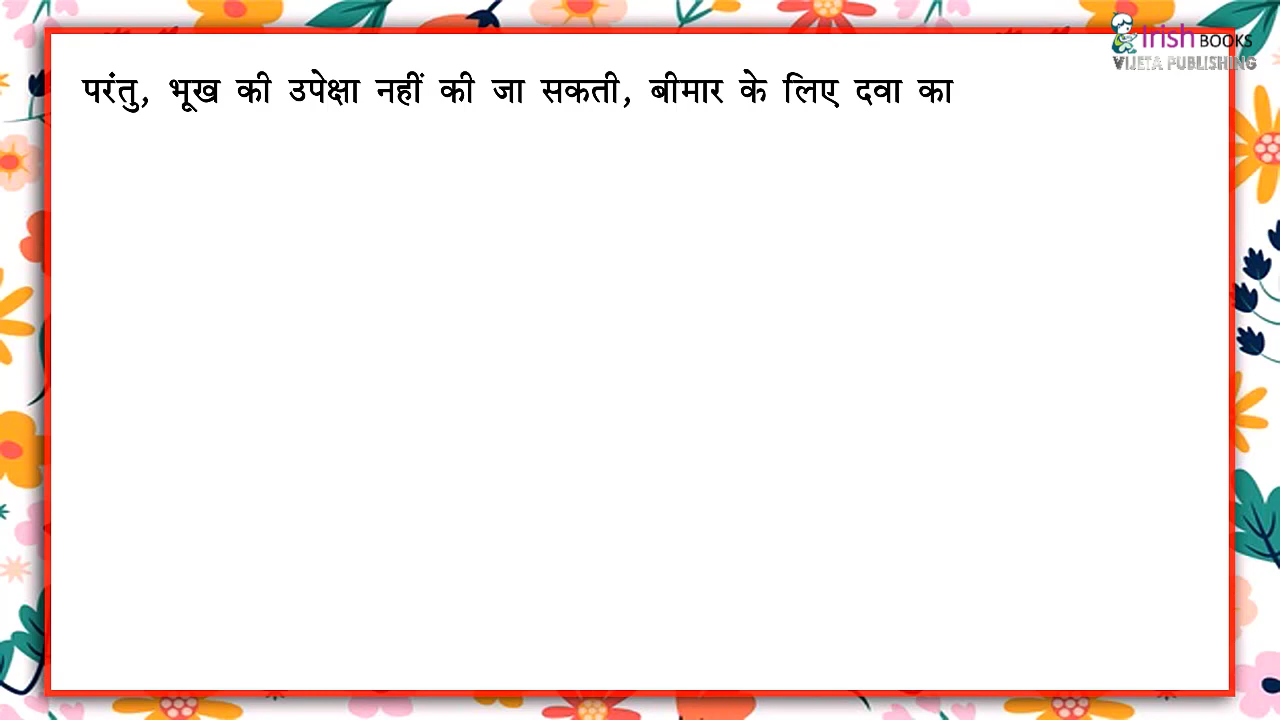 Irish BOOKS
VIJETA PUBLISHING
परंतु, भूख की उपेक्षा नहीं की जा सकती, बीमार के लिए दवा का